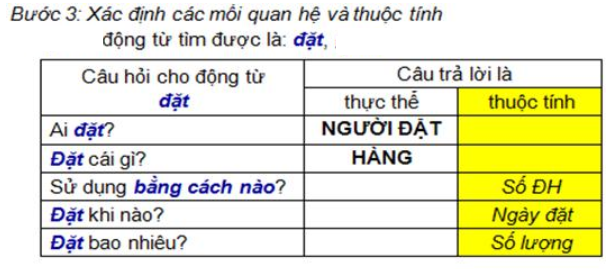 Bước 3: Xác định các mối quan hệ và thuộc tính
động từ tìm được là: đặt,
Câu hỏi cho động từ đặt Câu trả lời là
thực thể thuộc tính
Ai đặt? NGƯỜI ĐẶT
Đặt cái gì? HÀNG
Sử dụng bằng cách nào? Số ĐH
Đặt khi nào? Ngày đặt
Đặt bao nhiêu? Số lượng